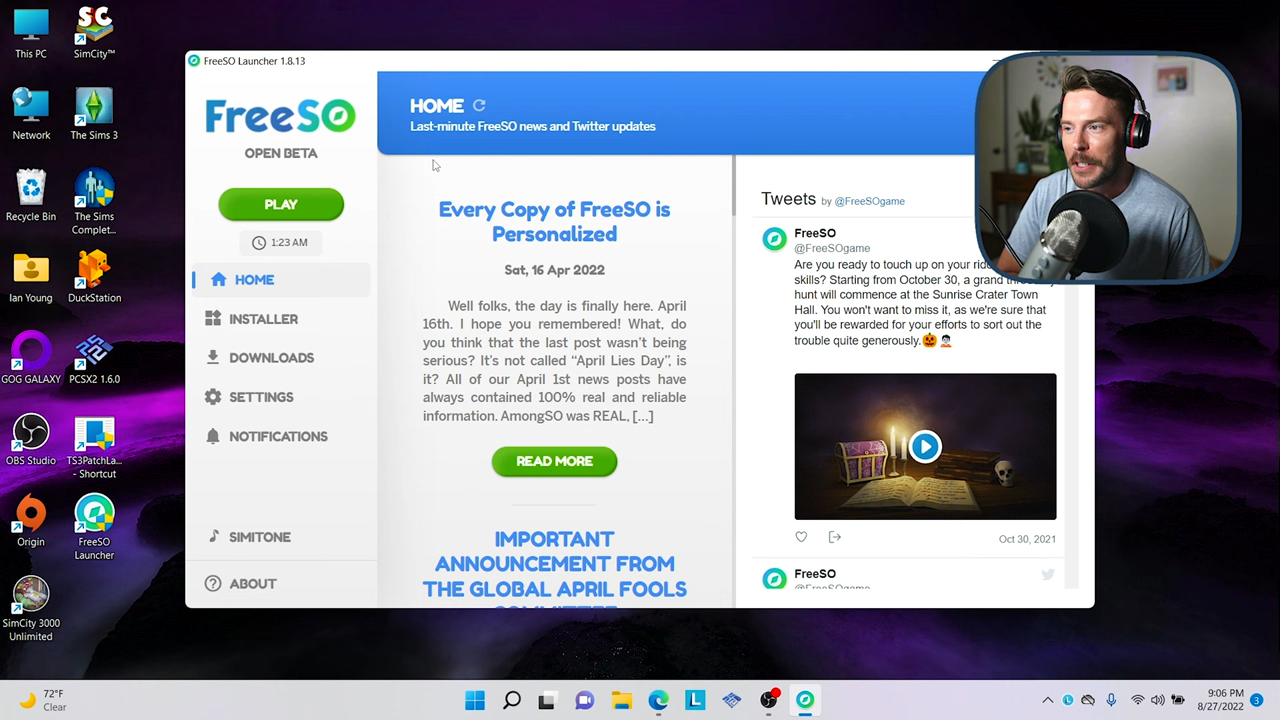 This PC
SimCity™
Network
The Sims 3
Recycle Bin
The Sims
Complet...
Ian Young
DuckStation
GOG GALAXY
PCSX2 1.6.0
OBS Studio
TS3PatchLa...
- Shortcut
Origin
FreeSO
Launcher
SimCity 3000
Unlimited
FreeSO Launcher 1.8.13
FreeSO
OPEN BETA
PLAY
1:23 AM
HOME
INSTALLER
DOWNLOADS
SETTINGS
NOTIFICATIONS
SIMITONE
ABOUT
HOME
Last-minute FreeSO news and Twitter updates
Every Copy of FreeSO is
Personalized
Sat, 16 Apr 2022
Well folks, the day is finally here. April
16th. I hope you remembered! What, do
you think that the last post wasn't being
serious? It's not called “April Lies Day”, is
it? All of our April 1st news posts have
always contained 100% real and reliable
information. AmongSO was REAL, [...]
READ MORE
IMPORTANT
ANNOUNCEMENT FROM
THE GLOBAL APRIL FOOLS
Tweets by @FreeSOgame
FreeSO
@FreeSOgame
Are you ready to touch up on your
skills? Starting from October 30, a grand
hunt will commence at the Sunrise Crater Town
Hall. You won't want to miss it, as we're sure that
you'll be rewarded for your efforts to sort out the
trouble quite generously.
Oct 30, 2021
FreeSO
@FreeSOgame
72°F
Clear
9:06 PM
8/27/2022
3